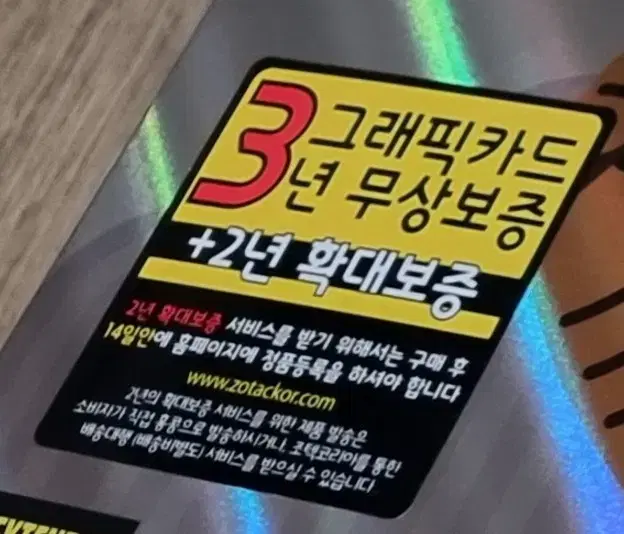 3 그래픽카드
년 무상보증
+2년 확대보증
2년 확대보증 서비스를 받기 위해서는 구매 후
14일안에 홈페이지에 정품등록을 하셔야 합니다
www.zotackor.com
2년의 확대보증 서비스를 위한 제품 발송은
소비자가 직접 홍콩으로 발송하시거나, 조텍코리아를 통한
배송대행 (배송비별도) 서비스를 받으실 수 있습니다